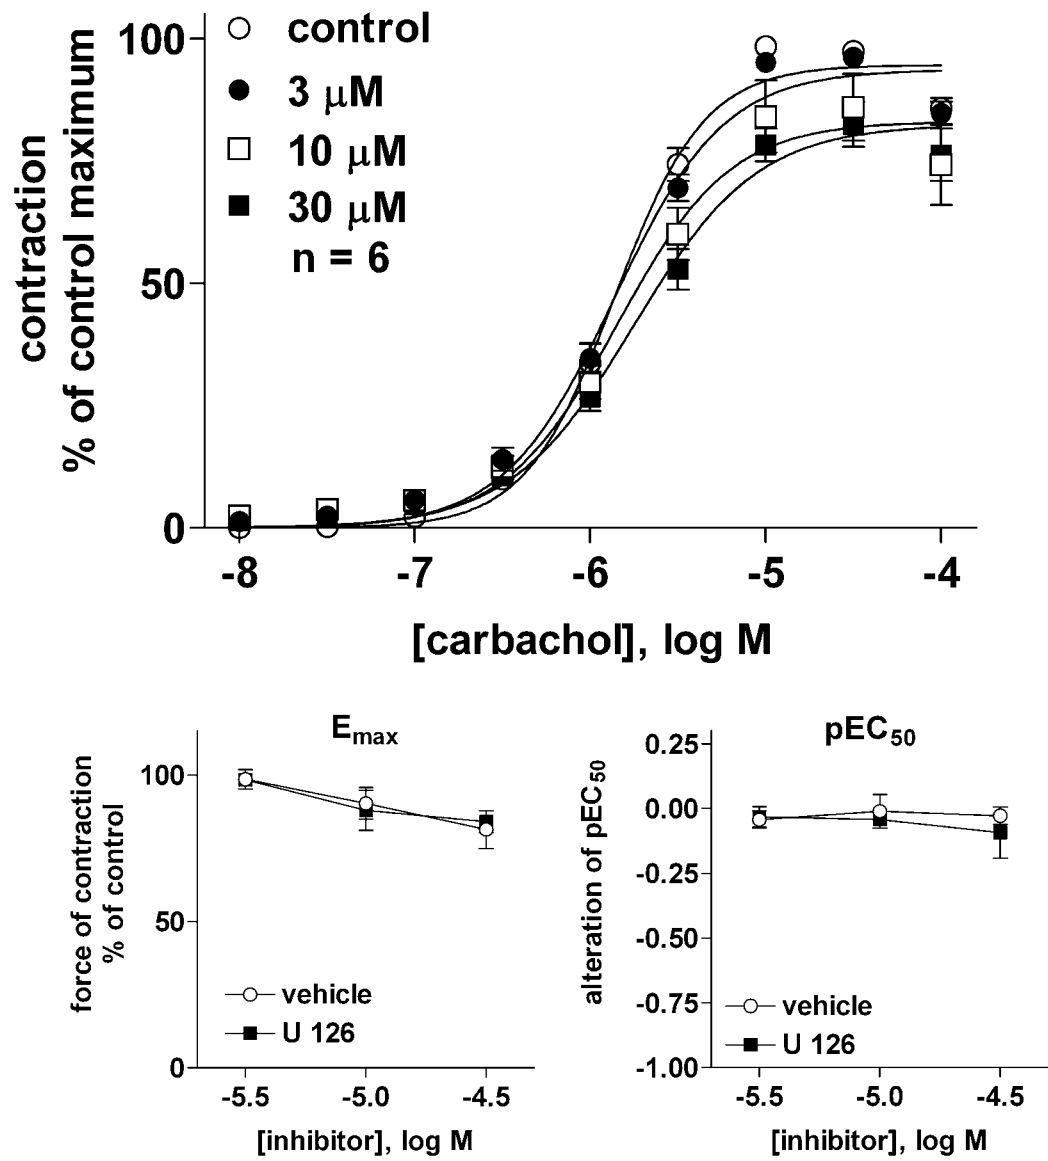 control
3 μM
10 μM
30 μM
n = 6
contraction
% of control maximum
100
50
0
-8
-7
-6
-5
-4
[carbachol], log M
Emax
force of contraction
% of control
100
50
0
vehicle
U 126
-5.5
-5.0
-4.5
[inhibitor], log M
pEC50
alteration of pEC50
0.25
0.00
-0.25
-0.50
-0.75
-1.00
vehicle
U 126
-5.5
-5.0
-4.5
[inhibitor], log M